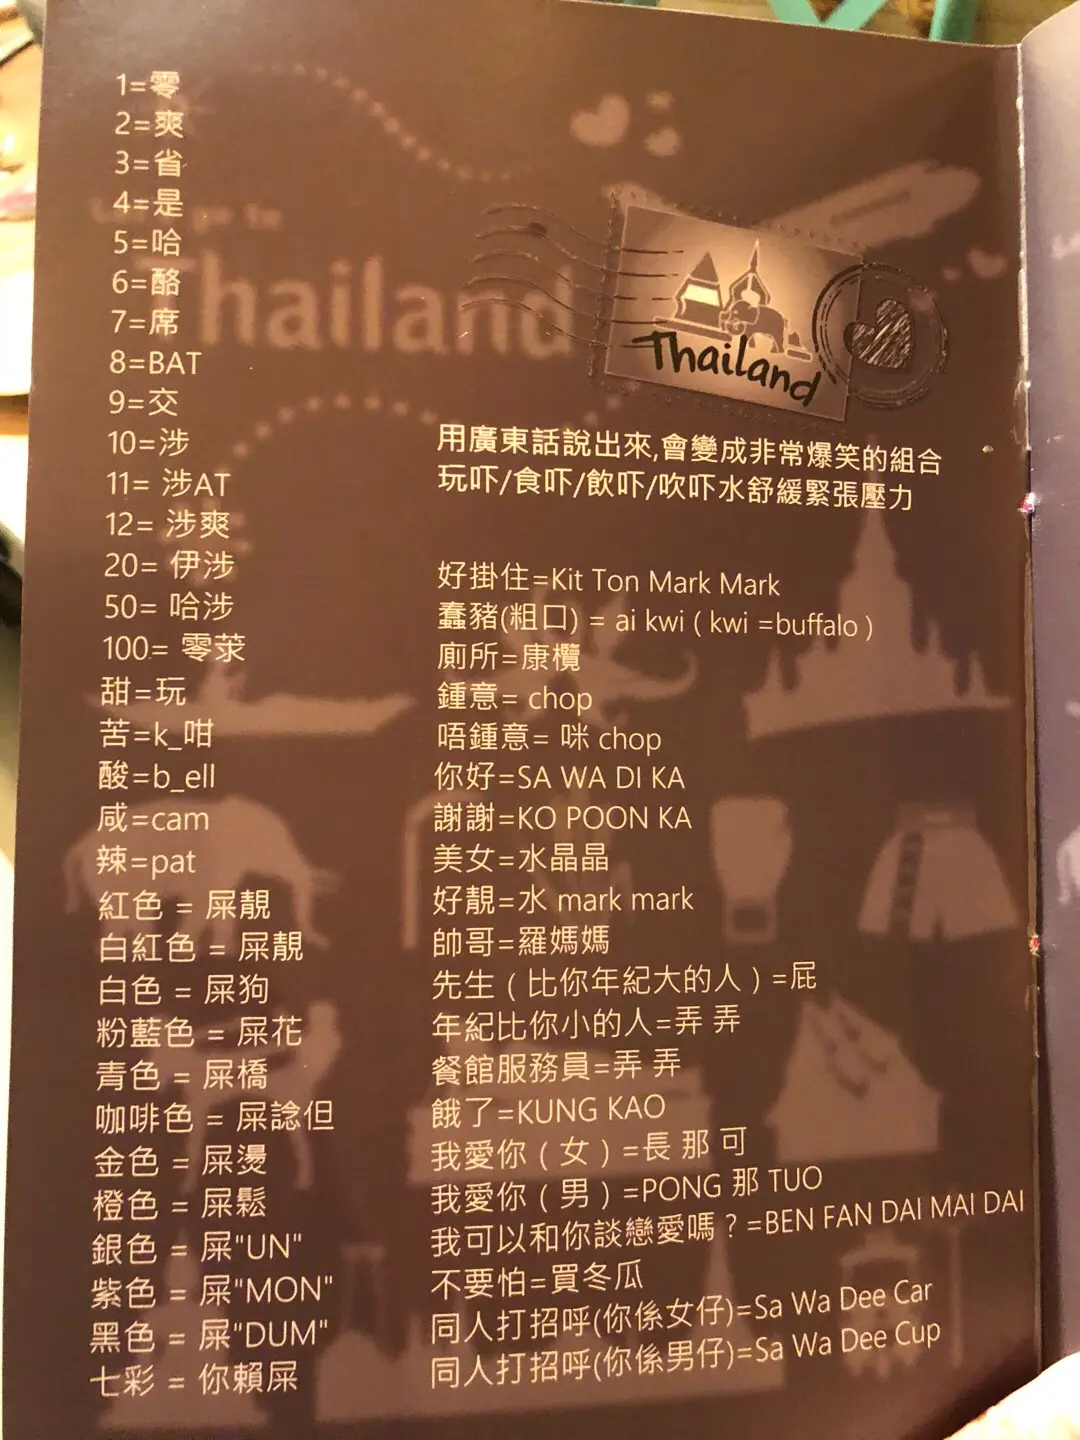 1=零
2=爽
3=省
4=是
5=哈
6=酪
7=席
8=BAT
9=交
10=涉
11= 涉AT
12= 涉爽
20= 伊涉
50= 哈涉
100= 零莍
甜=玩
苦=k_咁
酸=b_ell
咸=cam
辣=pat
紅色 = 屎靚
白紅色 = 屎靚
白色 = 屎狗
粉藍色 = 屎花
青色 = 屎橋
咖啡色 = 屎諗但
金色 = 屎燙
橙色 = 屎鬆
銀色 = 屎"UN"
紫色 = 屎"MON"
黑色 = 屎"DUM"
七彩 = 你賴屎
to
Thailand
Thailand
用廣東話說出來,會變成非常爆笑的組合
玩吓/食吓/飲吓/吹吓水舒緩緊張壓力
好掛住=Kit Ton Mark Mark
蠢豬(粗口) = ai kwi ( kwi =buffalo )
廁所=康欖
鍾意= chop
唔鍾意= 咪 chop
你好=SA WA DI KA
謝謝=KO POON KA
美女=水晶晶
好靚=水 mark mark
帥哥=羅媽媽
先生 ( 比你年紀大的人 ) =屁
年紀比你小的人=弄 弄
餐館服務員=弄 弄
餓了=KUNG KAO
我愛你 ( 女 ) =長 那 可
我愛你 ( 男 ) =PONG 那 TUO
我可以和你談戀愛嗎 ? =BEN FAN DAI MAI DAI
不要怕=買冬瓜
同人打招呼(你係女仔)=Sa Wa Dee Car
同人打招呼(你係男仔)=Sa Wa Dee Cup